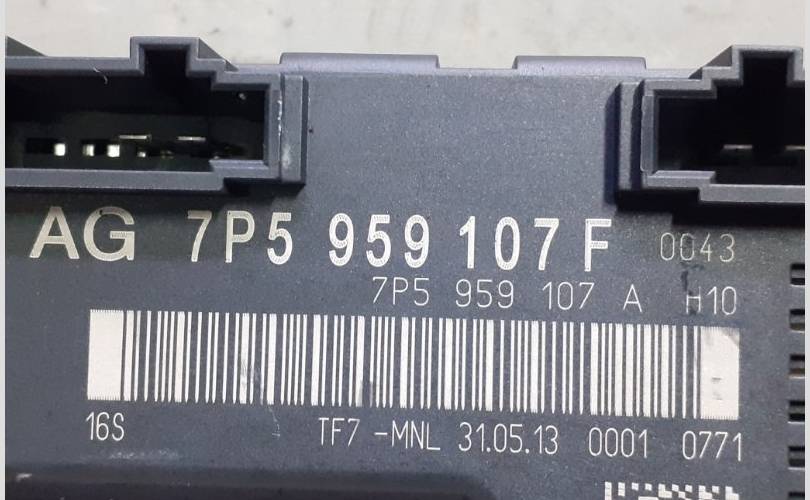 AG 7P5 959 107 F 0043
7P5 959 107 A H10
16S TF7 -MNL 31.05.13 0001 0771